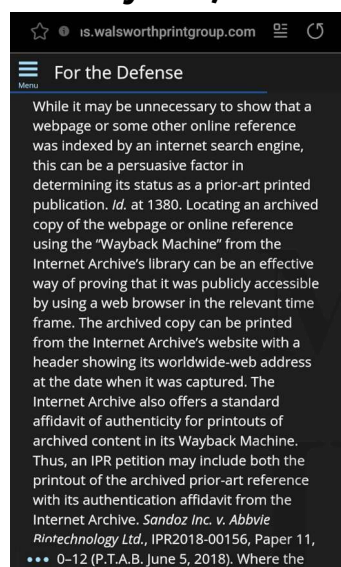 ıs.walsworthprintgroup.com
For the Defense
Menu
While it may be unnecessary to show that a
webpage or some other online reference
was indexed by an internet search engine,
this can be a persuasive factor in
determining its status as a prior-art printed
publication. Id. at 1380. Locating an archived
copy of the webpage or online reference
using the “Wayback Machine” from the
Internet Archive’s library can be an effective
way of proving that it was publicly accessible
by using a web browser in the relevant time
frame. The archived copy can be printed
from the Internet Archive’s website with a
header showing its worldwide-web address
at the date when it was captured. The
Internet Archive also offers a standard
affidavit of authenticity for printouts of
archived content in its Wayback Machine.
Thus, an IPR petition may include both the
printout of the archived prior-art reference
with its authentication affidavit from the
Internet Archive. Sandoz Inc. v. Abbvie
Biotechnology Ltd., IPR2018-00156, Paper 11,
0–12 (P.T.A.B. June 5, 2018). Where the